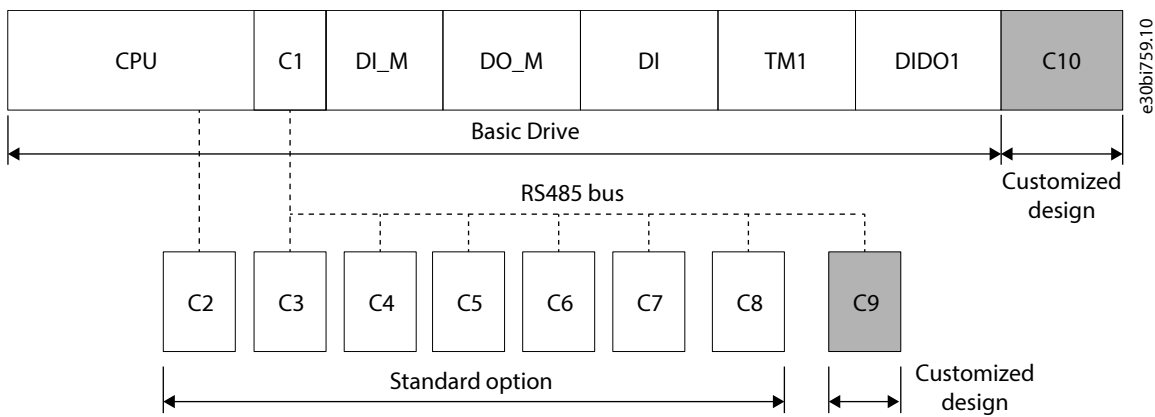 CPU
C1
DI_M
DO_M
DI
TM1
DIDO1
C10
e30bi759.10
Basic Drive
Customized
design
RS485 bus
C2
C3
C4
C5
C6
C7
C8
C9
Standard option
Customized
design